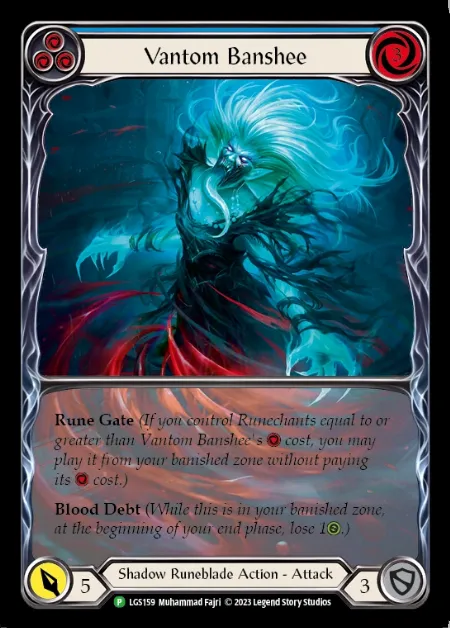 Vantom Banshee
3
Rune Gate (If you control Runechants equal to or
greater than Vantom Banshee's cost, you may
play it from your banished zone without paying
its cost.)
Blood Debt (While this is in your banished zone,
at the beginning of your end phase, lose 1.)
5
Shadow Runeblade Action - Attack
3
P LGS159 Muhammad Fajri © 2023 Legend Story Studios